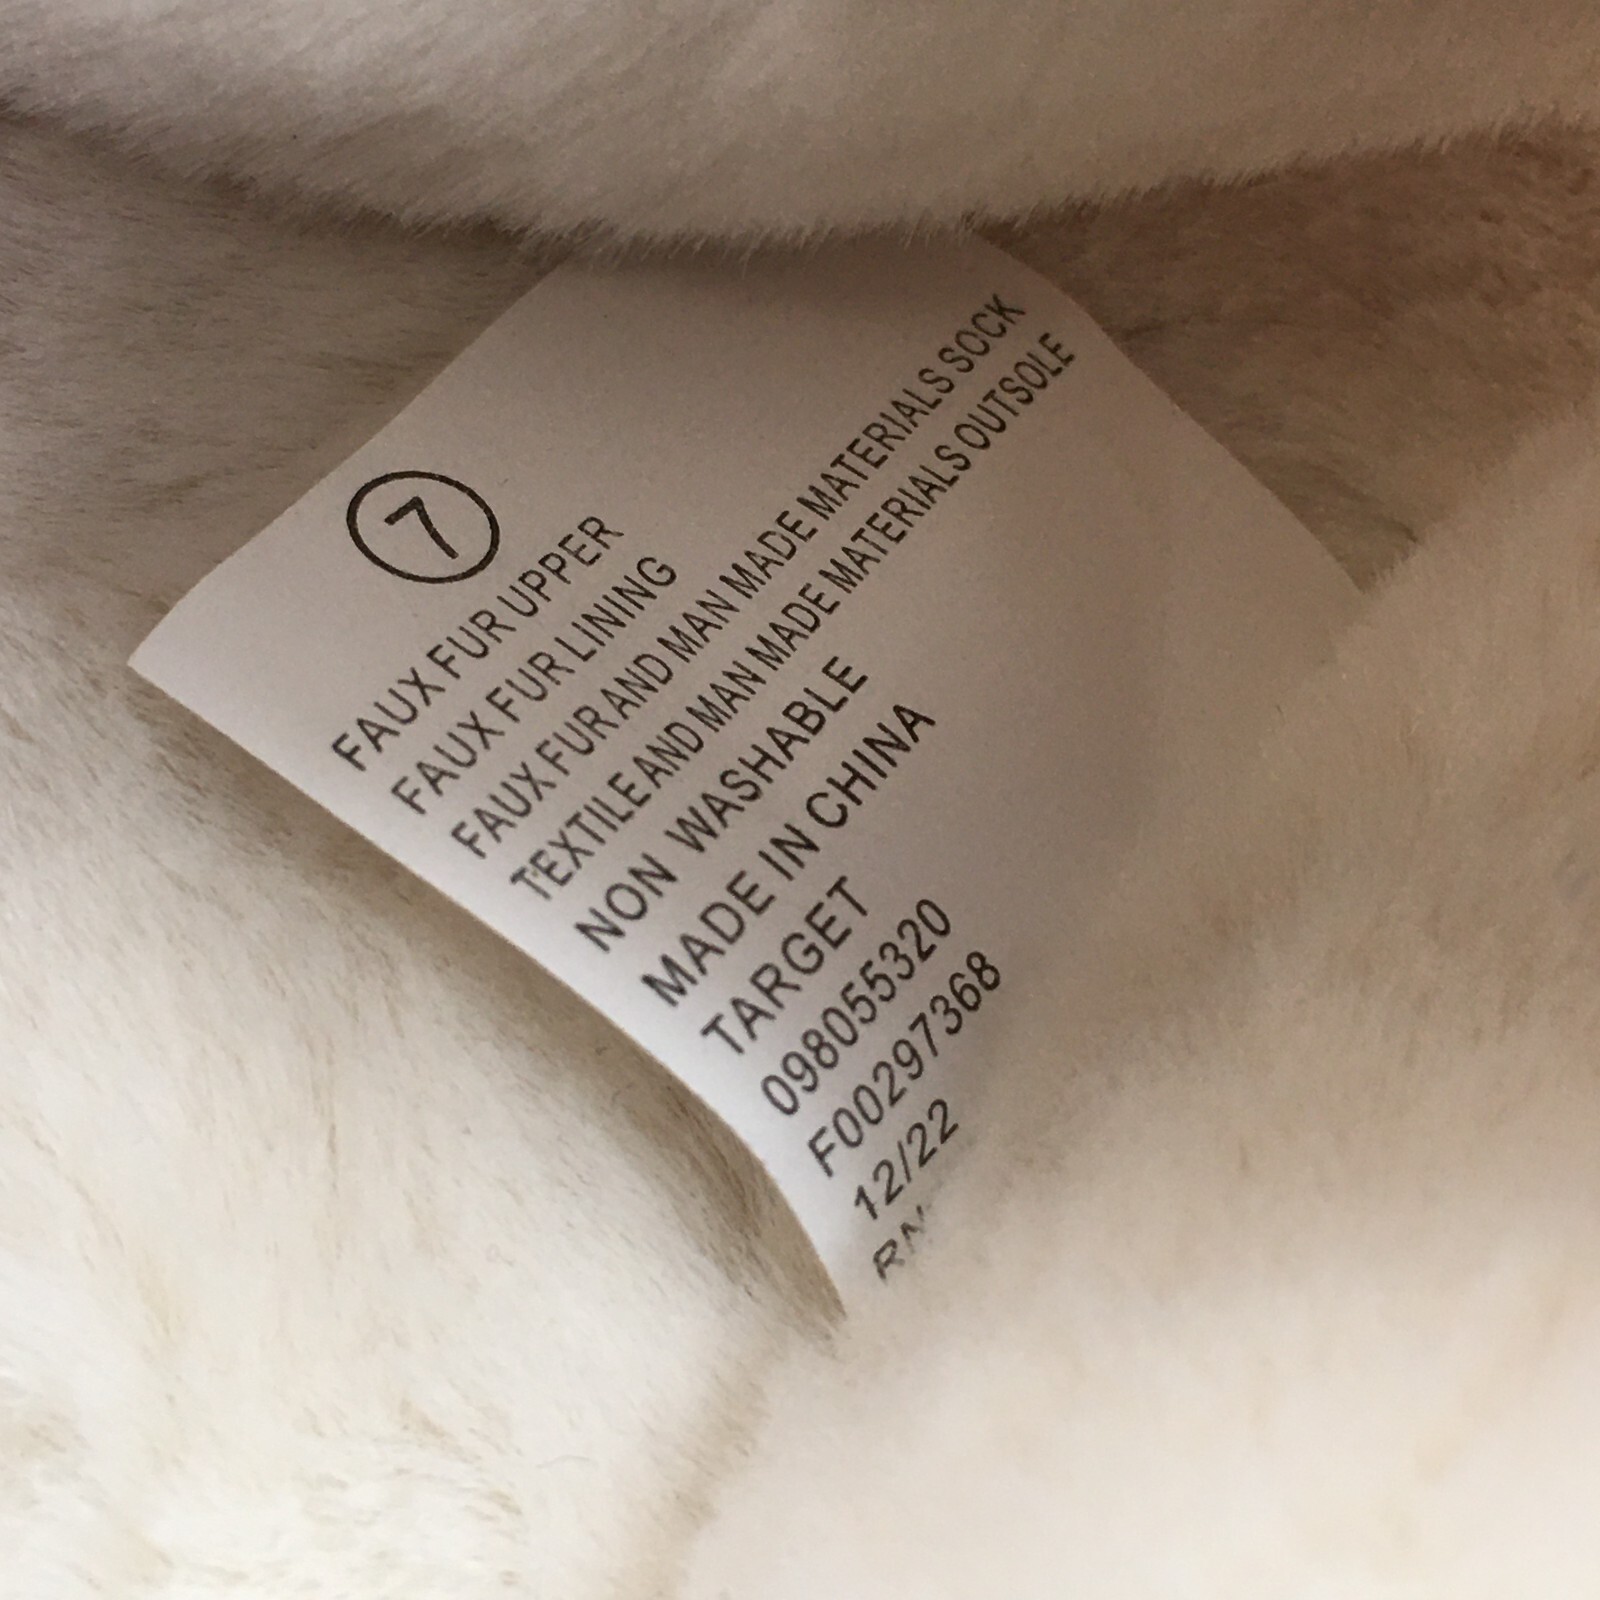 7
FAUX FUR UPPER
FAUX FUR LINING
FAUX FUR AND MAN MADE MATERIALS SOCK
TEXTILE AND MAN MADE MATERIALS OUTSOLE
NON WASHABLE
MADE IN CHINA
TARGET
098055320
F00297368
12/22
RN